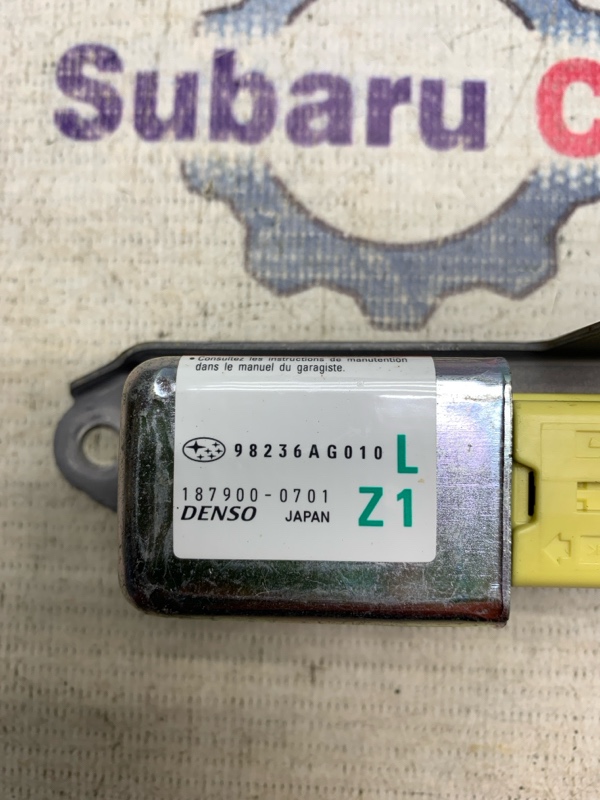 Subaru C
• Consultez les instructions de manutention
dans le manuel du garagiste.
98236AG010 L
187900-0701
DENSO JAPAN Z1